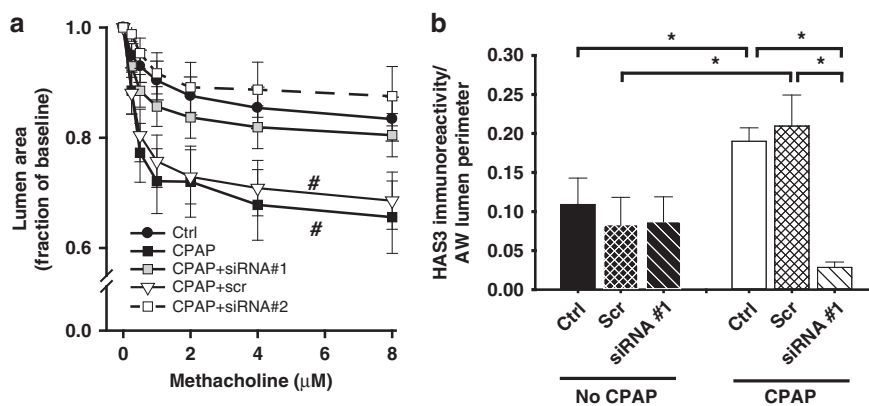 a
Lumen area
(fraction of baseline)
1.0
0.8
0.6
0.0
Ctrl
CPAP
CPAP+siRNA#1
CPAP+scr
CPAP+siRNA#2
#
#
0 2 4 6 8
Methacholine (μM)
b
HAS3 immunoreactivity/
AW lumen perimeter
0.30
0.25
0.20
0.15
0.10
0.05
0.00
* *
* *
Ctrl Scr siRNA #1 Ctrl Scr siRNA #1
No CPAP CPAP